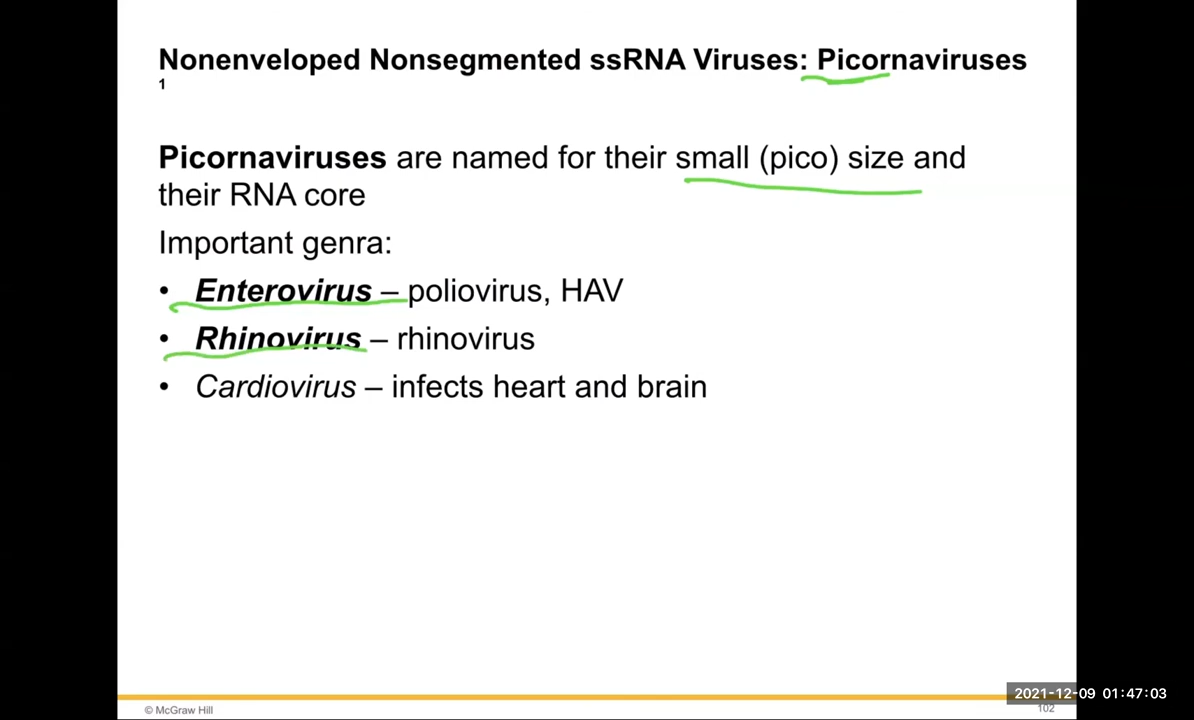 Nonenveloped Nonsegmented ssRNA Viruses: Picornaviruses
1
Picornaviruses are named for their small (pico) size and
their RNA core
Important genra:
• Enterovirus – poliovirus, HAV
• Rhinovirus – rhinovirus
• Cardiovirus – infects heart and brain
2021-12-09 01:47:03
© McGraw Hill
102